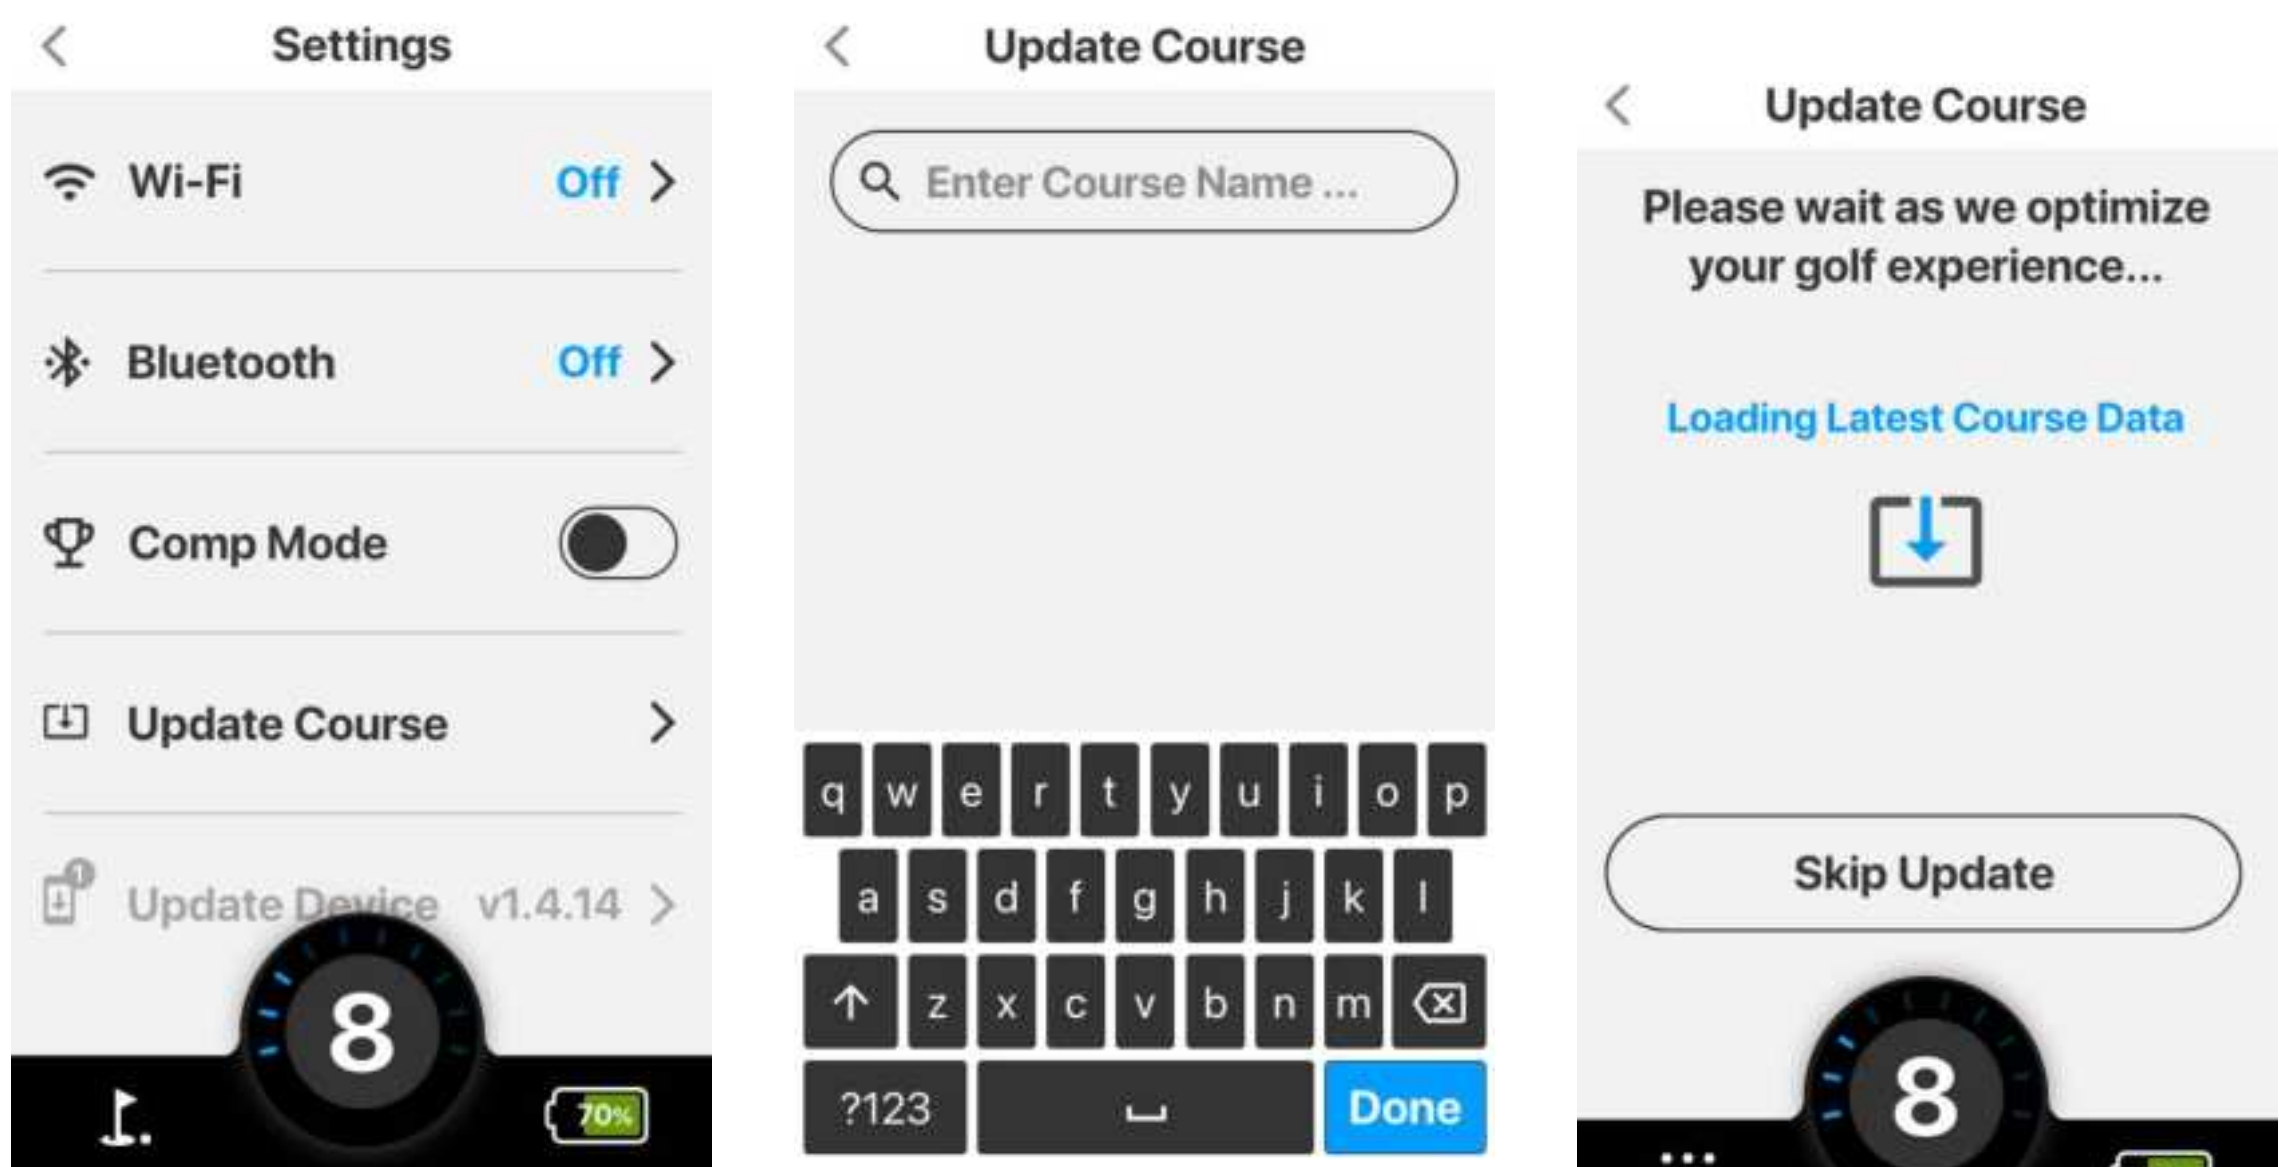 Settings
Wi-Fi Off
Bluetooth Off
Comp Mode
Update Course
1
Update Device v1.4.14
8
70%
Update Course
Enter Course Name ...
q w e r t y u i o p
a s d f g h j k l
z x c v b n m
?123 Done
Update Course
Please wait as we optimize
your golf experience...
Loading Latest Course Data
Skip Update
8